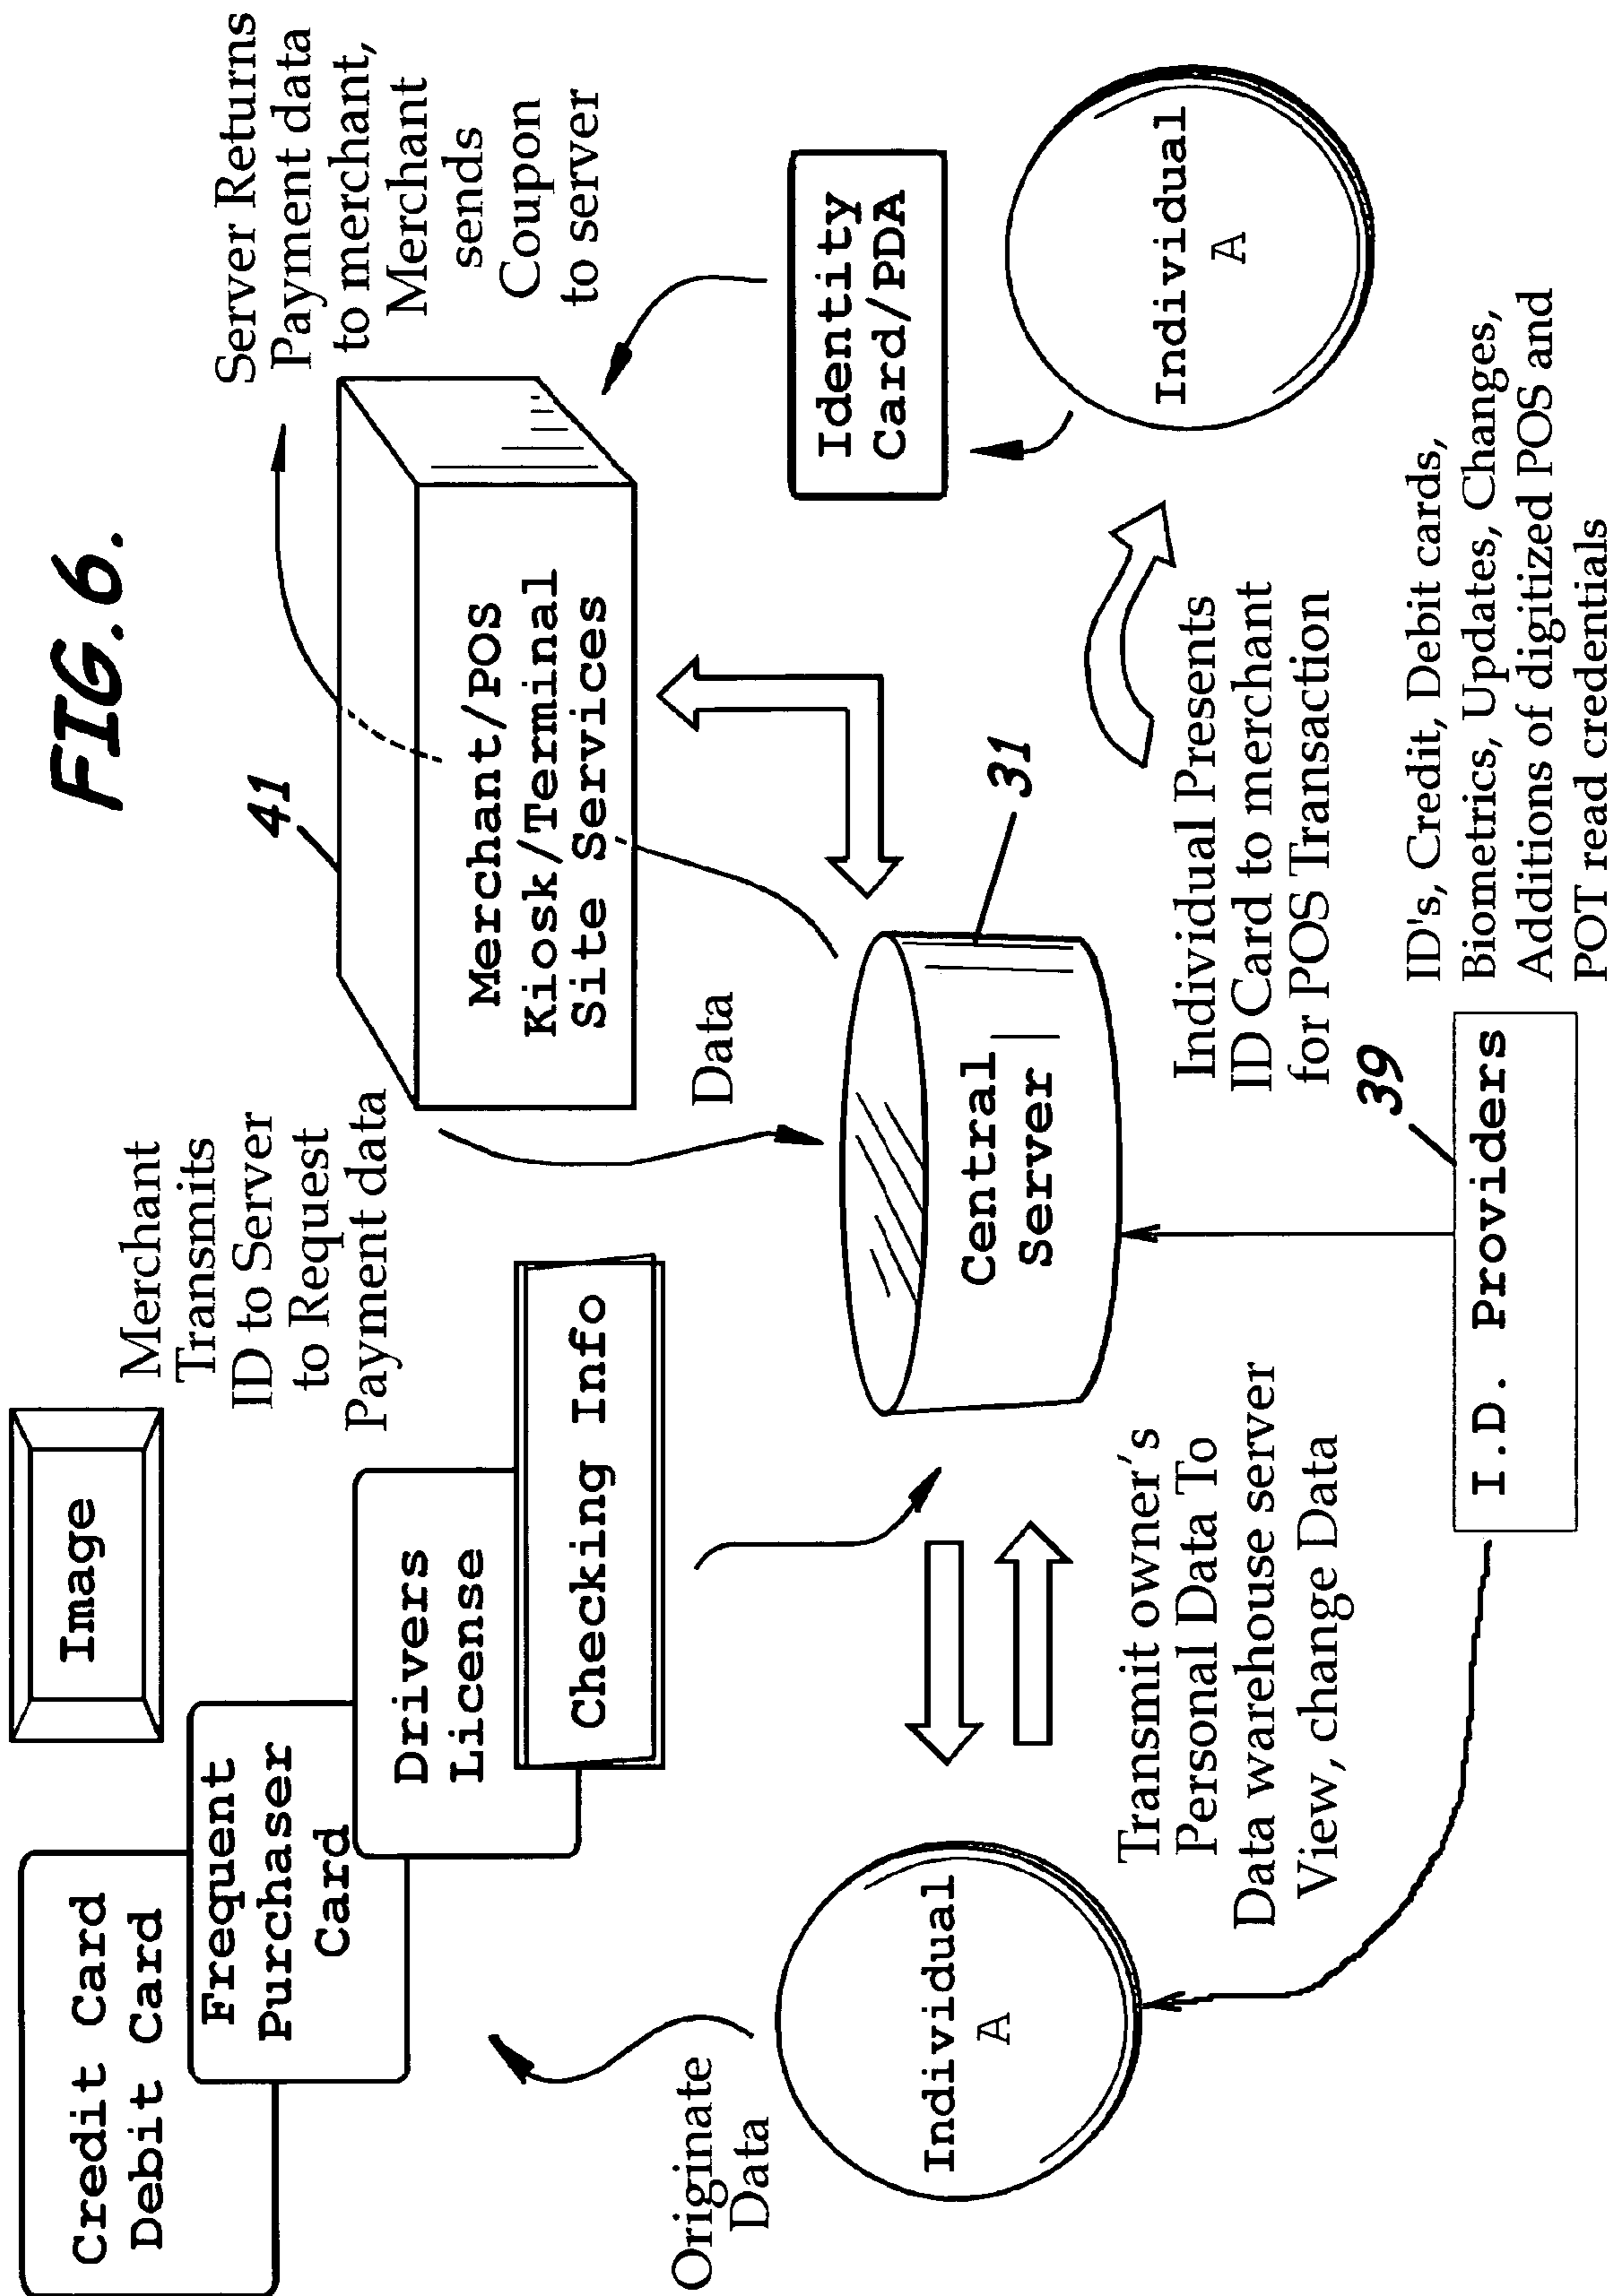 FIG. 6.
Credit Card
Debit Card
Frequent
Purchaser
Card
Drivers
License
Checking Info
Image
Merchant
Transmits
ID to Server
to Request
Payment data
41
Merchant/POS
Kiosk/Terminal
Site Services
Server Returns
Payment data
to merchant,
Merchant
sends
Coupon
to server
Originate
Data
Individual
A
Data
Central
Server
31
Identity
Card/PDA
Individual
A
Transmit owner's
Personal Data To
Data warehouse server
View, change Data
Individual Presents
ID Card to merchant
for POS Transaction
39
I.D. Providers
ID's, Credit, Debit cards,
Biometrics, Updates, Changes,
Additions of digitized POS and
POT read credentials